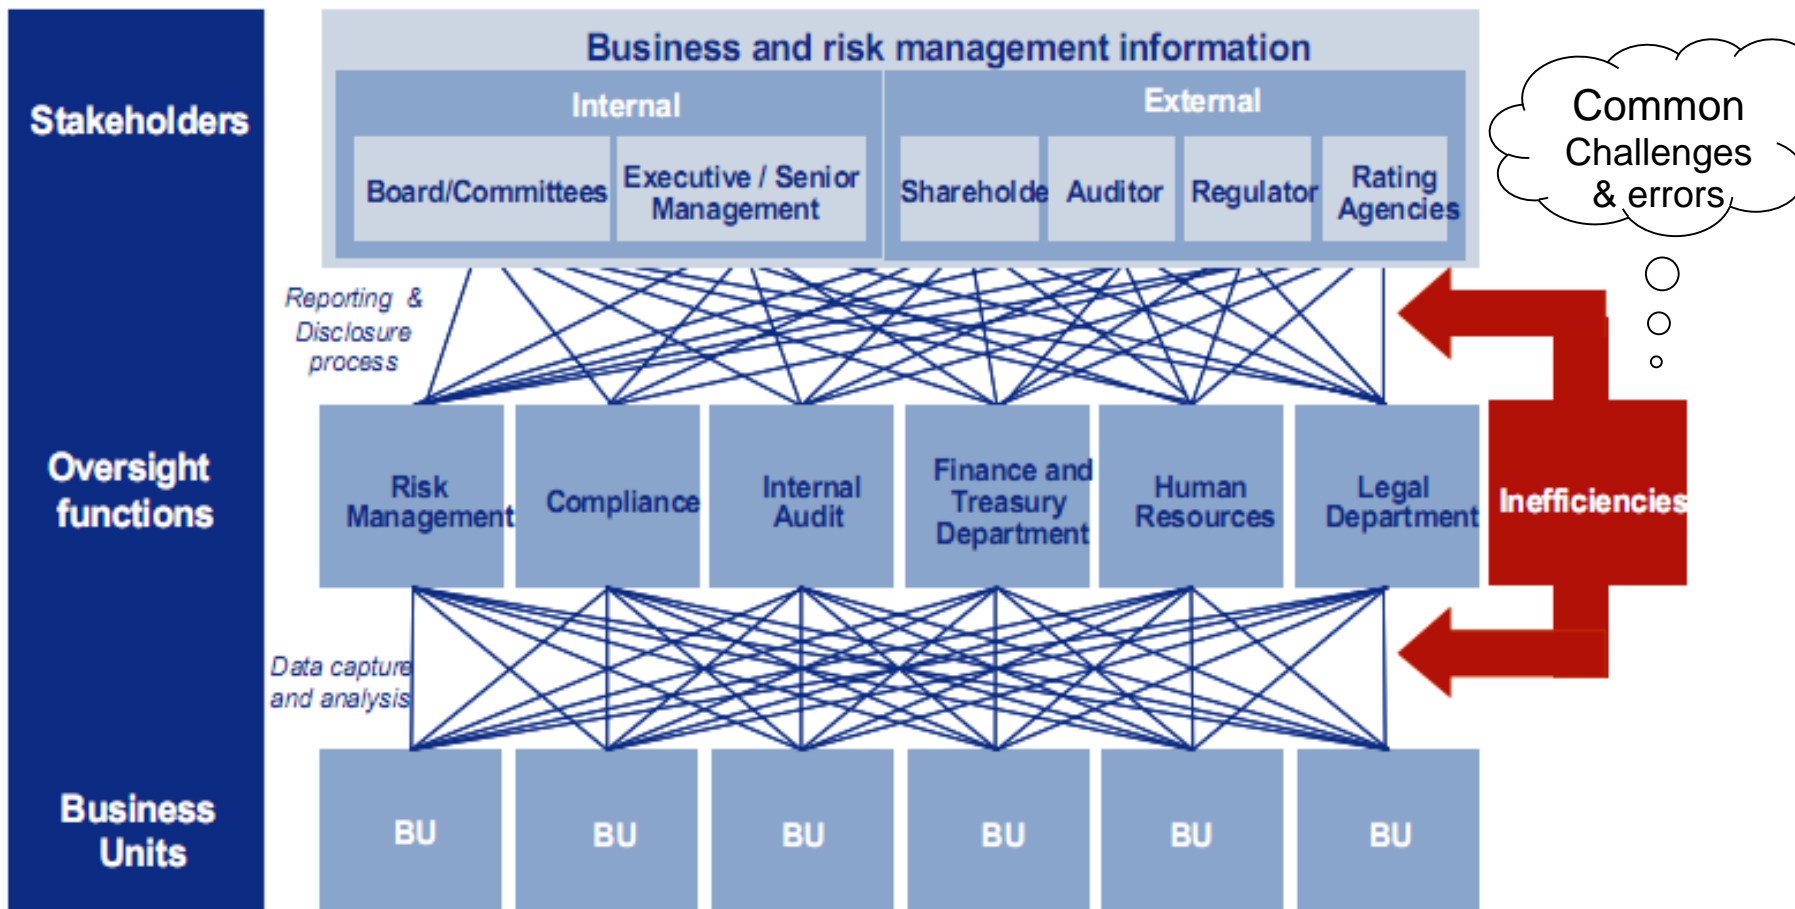 Business and risk management information
Stakeholders
Internal
External
Board/Committees
Executive / Senior
Management
Shareholde
Auditor
Regulator
Rating
Agencies
Common
Challenges
& errors
Reporting &
Disclosure
process
Oversight
functions
Risk
Management
Compliance
Internal
Audit
Finance and
Treasury
Department
Human
Resources
Legal
Department
Inefficiencies
Data capture
and analysis
Business
Units
BU
BU
BU
BU
BU
BU